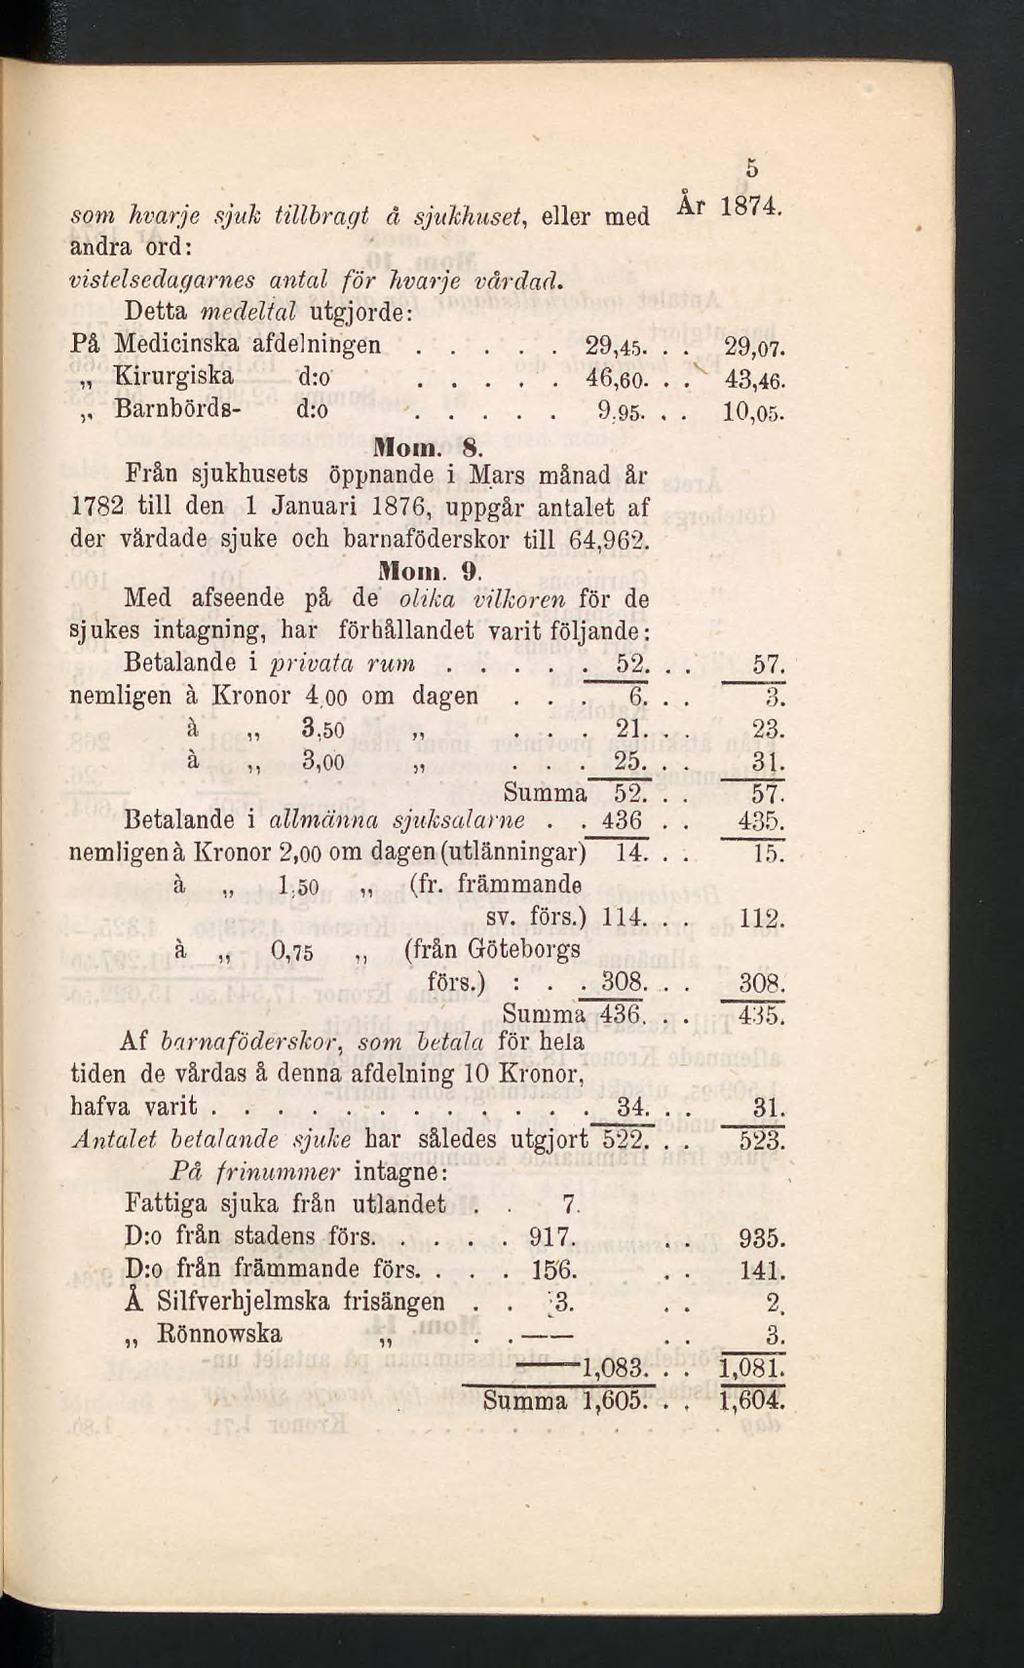 5
som hvarje sjuk tillbragt å sjukhuset, eller med År 1874.
andra ord:
vistelsedagarnes antal för hvarje vårdad.
Detta medeltal utgjorde:
På Medicinska afdelningen . . . . . 29,45. . . 29,07.
„ Kirurgiska d:o . . . . . 46,60. . . 43,46.
„ Barnbörds- d:o . . . . . 9,95. . . 10,05.
Mom. 8.
Från sjukhusets öppnande i Mars månad år
1782 till den 1 Januari 1876, uppgår antalet af
der vårdade sjuke och barnaföderskor till 64,962.
Mom. 9.
Med afseende på de olika vilkoren för de
sjukes intagning, har förhållandet varit följande:
Betalande i privata rum . . . . . 52. . . 57.
nemligen à Kronor 4,00 om dagen . . . 6. . . 3.
à „ 3,50 „ . . . 21. . . 23.
à „ 3,00 „ . . . 25. . . 31.
Summa 52. . . 57.
Betalande i allmänna sjuksalarne . . 436 . . 435.
nemligen à Kronor 2,00 om dagen (utlänningar) 14. . . 15.
à „ 1,50 „ (fr. främmande
sv. förs.) 114. . . 112.
à „ 0,75 „ (från Göteborgs
förs.) : . . 308. . . 308.
Summa 436. . . 435.
Af barnaföderskor, som betala för hela
tiden de vårdas å denna afdelning 10 Kronor,
hafva varit . . . . . . . . . . . . 34. . . 31.
Antalet betalande sjuke har således utgjort 522. . . 523.
På frinummer intagne:
Fattiga sjuka från utlandet . . 7.
D:o från stadens förs. . . . . 917. . . 935.
D:o från främmande förs. . . . 156. . . 141.
Å Silfverhjelmska frisängen . . 3. . . 2.
„ Rönnowska „ . . — — . . 3.
——1,083. . . 1,081.
Summa 1,605. . . 1,604.